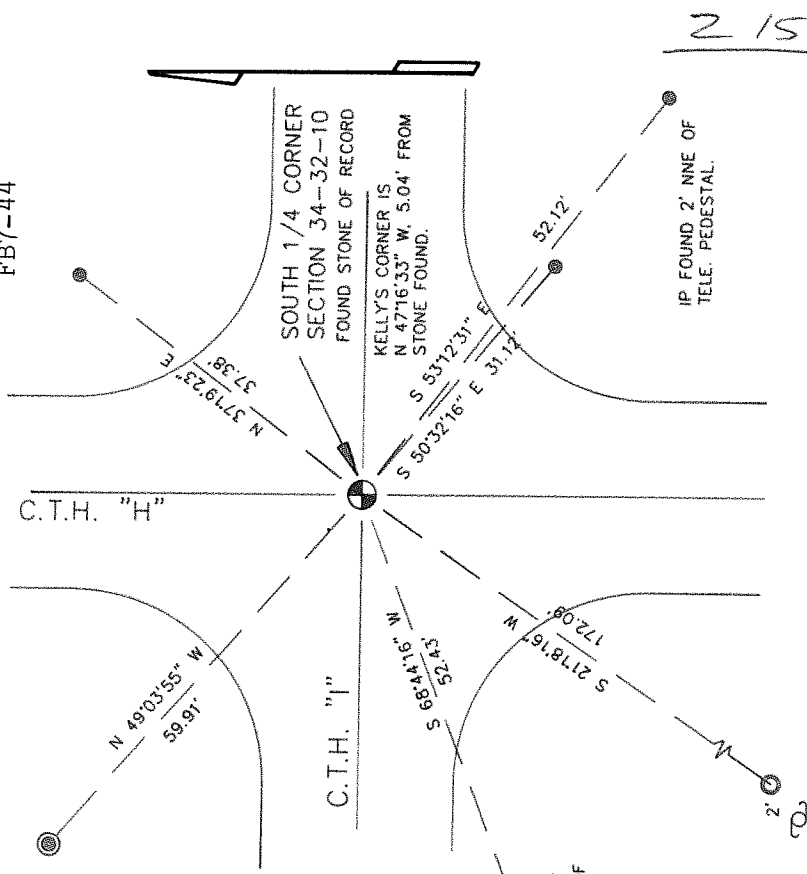 2 15
FB7-44
SOUTH 1/4 CORNER
SECTION 34-32-10
FOUND STONE OF RECORD
KELLY'S CORNER IS
N 47°16'33" W, 5.04' FROM
STONE FOUND.
IP FOUND 2' NNE OF
TELE. PEDESTAL.
N 37°19'23" E
37.38'
S 53°12'31" E
52.12'
S 50°32'16" E 31.12'
C.T.H. "H"
N 49°03'55" W
59.91'
C.T.H. "I"
S 68°44'16" W
52.43'
S 21°18'16" W
172.09'
2'